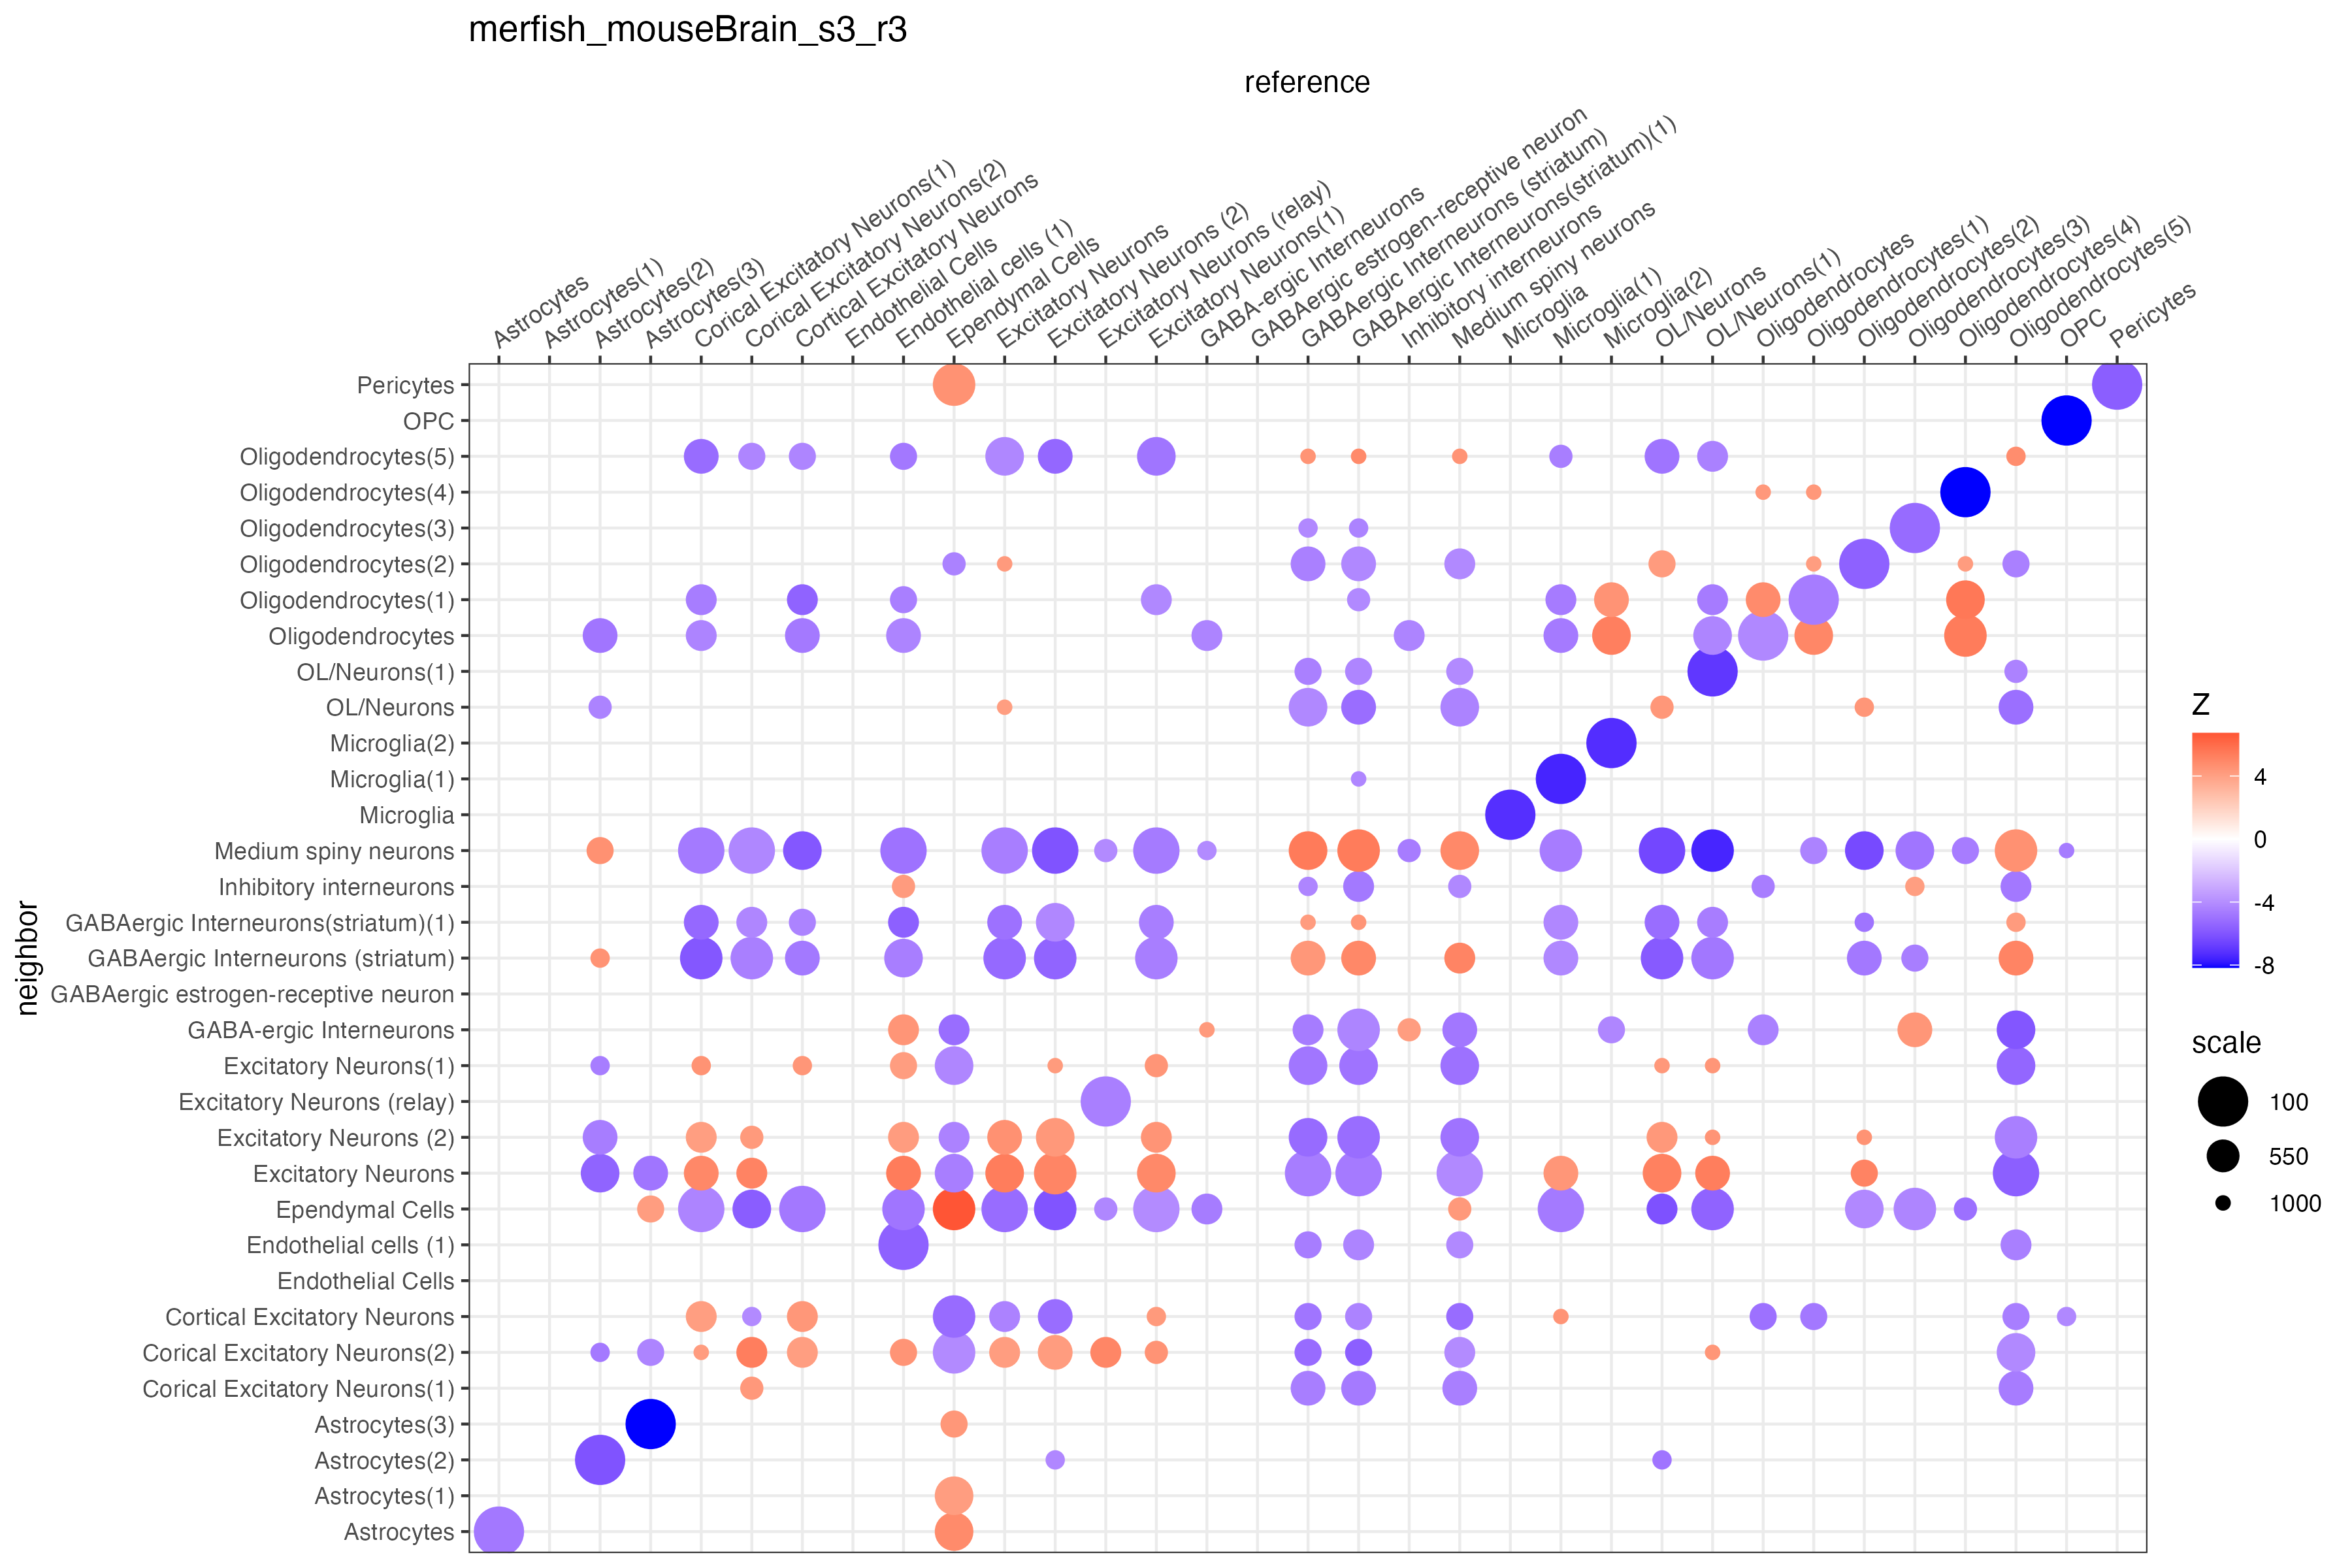 merfish_mouseBrain_s3_r3
reference
Astrocytes
Astrocytes(1)
Astrocytes(2)
Astrocytes(3)
Corical Excitatory Neurons(1)
Corical Excitatory Neurons(2)
Cortical Excitatory Neurons
Endothelial Cells
Endothelial cells (1)
Ependymal Cells
Excitatory Neurons
Excitatory Neurons (2)
Excitatory Neurons (relay)
Excitatory Neurons(1)
GABA-ergic Interneurons
GABAergic estrogen-receptive neuron
GABAergic Interneurons (striatum)
GABAergic Interneurons(striatum)(1)
Inhibitory interneurons
Medium spiny neurons
Microglia
Microglia(1)
Microglia(2)
OL/Neurons
OL/Neurons(1)
Oligodendrocytes
Oligodendrocytes(1)
Oligodendrocytes(2)
Oligodendrocytes(3)
Oligodendrocytes(4)
Oligodendrocytes(5)
OPC
Pericytes
neighbor
Pericytes
OPC
Oligodendrocytes(5)
Oligodendrocytes(4)
Oligodendrocytes(3)
Oligodendrocytes(2)
Oligodendrocytes(1)
Oligodendrocytes
OL/Neurons(1)
OL/Neurons
Microglia(2)
Microglia(1)
Microglia
Medium spiny neurons
Inhibitory interneurons
GABAergic Interneurons(striatum)(1)
GABAergic Interneurons (striatum)
GABAergic estrogen-receptive neuron
GABA-ergic Interneurons
Excitatory Neurons(1)
Excitatory Neurons (relay)
Excitatory Neurons (2)
Excitatory Neurons
Ependymal Cells
Endothelial cells (1)
Endothelial Cells
Cortical Excitatory Neurons
Corical Excitatory Neurons(2)
Corical Excitatory Neurons(1)
Astrocytes(3)
Astrocytes(2)
Astrocytes(1)
Astrocytes
Z
4
0
-4
-8
scale
100
550
1000